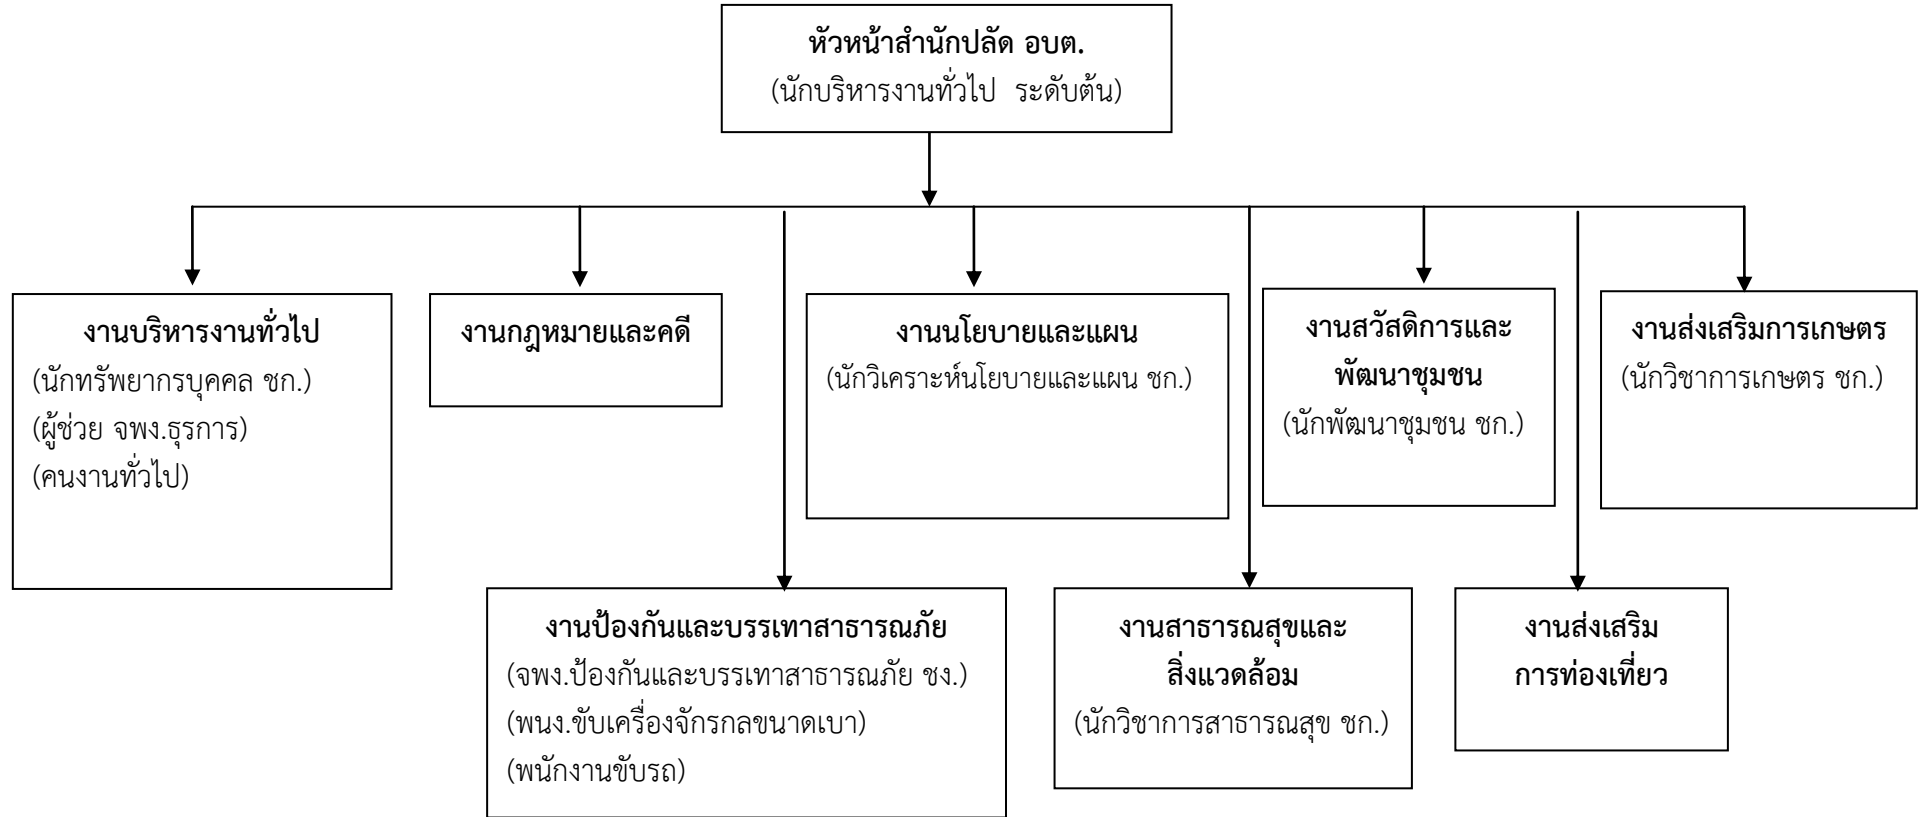 หัวหน้าสำนักปลัด อบต.
(นักบริหารงานทั่วไป ระดับต้น)
งานบริหารงานทั่วไป
(นักทรัพยากรบุคคล ชก.)
(ผู้ช่วย จพง.ธุรการ)
(คนงานทั่วไป)
งานกฎหมายและคดี
งานนโยบายและแผน
(นักวิเคราะห์นโยบายและแผน ชก.)
งานสวัสดิการและ
พัฒนาชุมชน
(นักพัฒนาชุมชน ชก.)
งานส่งเสริมการเกษตร
(นักวิชาการเกษตร ชก.)
งานป้องกันและบรรเทาสาธารณภัย
(จพง.ป้องกันและบรรเทาสาธารณภัย ชง.)
(พนง.ขับเครื่องจักรกลขนาดเบา)
(พนักงานขับรถ)
งานสาธารณสุขและ
สิ่งแวดล้อม
(นักวิชาการสาธารณสุข ชก.)
งานส่งเสริม
การท่องเที่ยว